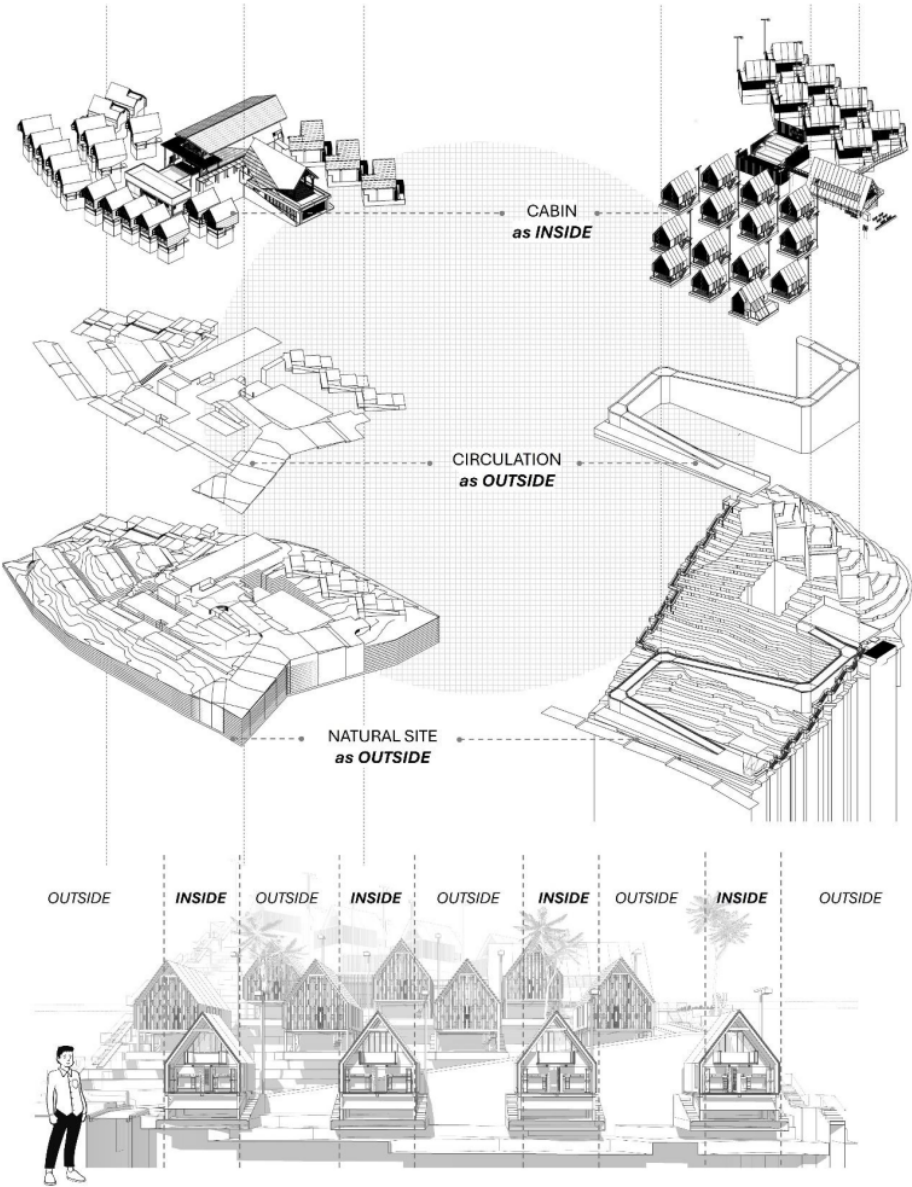 CABIN
as INSIDE
CIRCULATION
as OUTSIDE
NATURAL SITE
as OUTSIDE
OUTSIDE INSIDE OUTSIDE INSIDE OUTSIDE INSIDE OUTSIDE INSIDE OUTSIDE